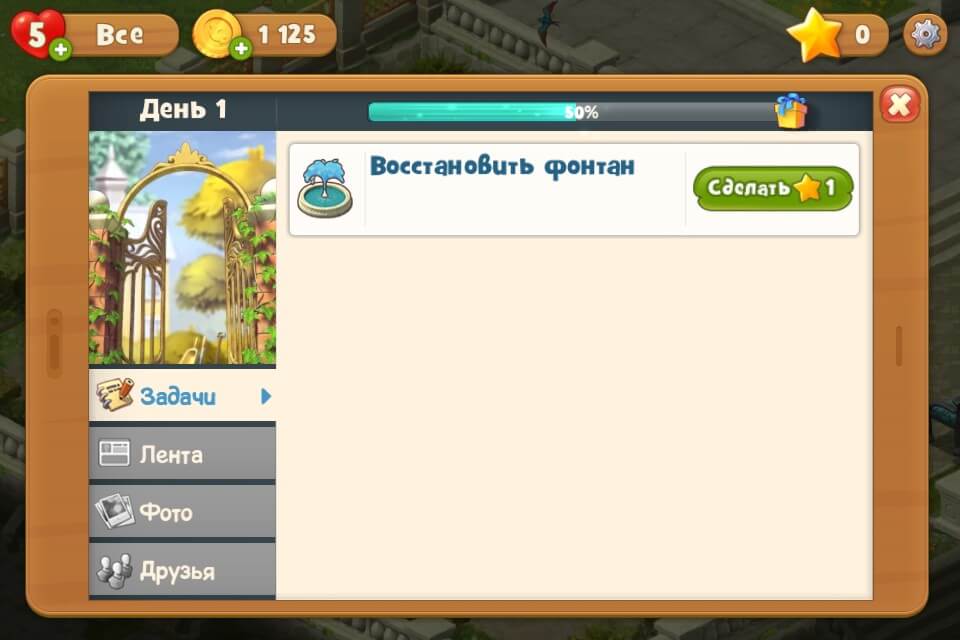 5 Все 1 125 0
День 1 50%
Восстановить фонтан
Сделать 1
Задачи
Лента
Фото
Друзья